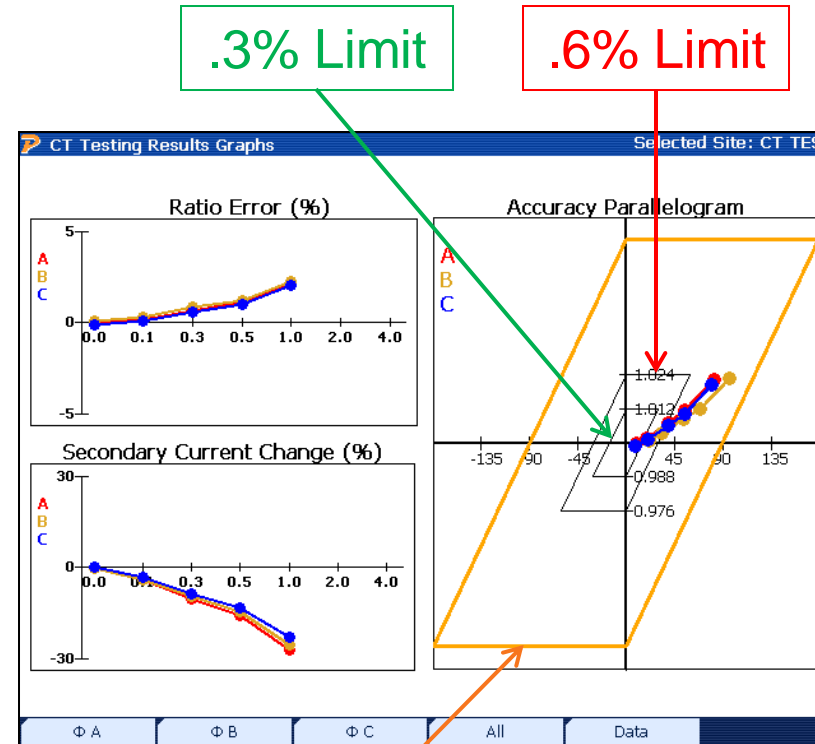 .3% Limit
.6% Limit
CT Testing Results Graphs
Selected Site: CT TES
Ratio Error (%)
5
A
B
C
0
0.0 0.1 0.3 0.5 1.0 2.0 4.0
-5
Secondary Current Change (%)
30
A
B
C
0
0.0 0.1 0.3 0.5 1.0 2.0 4.0
-30
Accuracy Parallelogram
A
B
C
1.024
1.012
-135 -90 -45 45 90 135
0.988
0.976
Φ A
Φ B
Φ C
All
Data